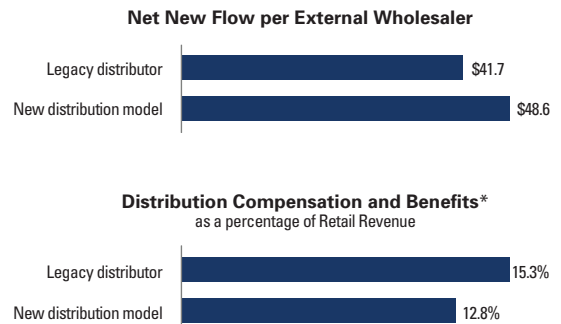 Net New Flow per External Wholesaler
Legacy distributor $41.7
New distribution model $48.6
Distribution Compensation and Benefits*
as a percentage of Retail Revenue
Legacy distributor 15.3%
New distribution model 12.8%